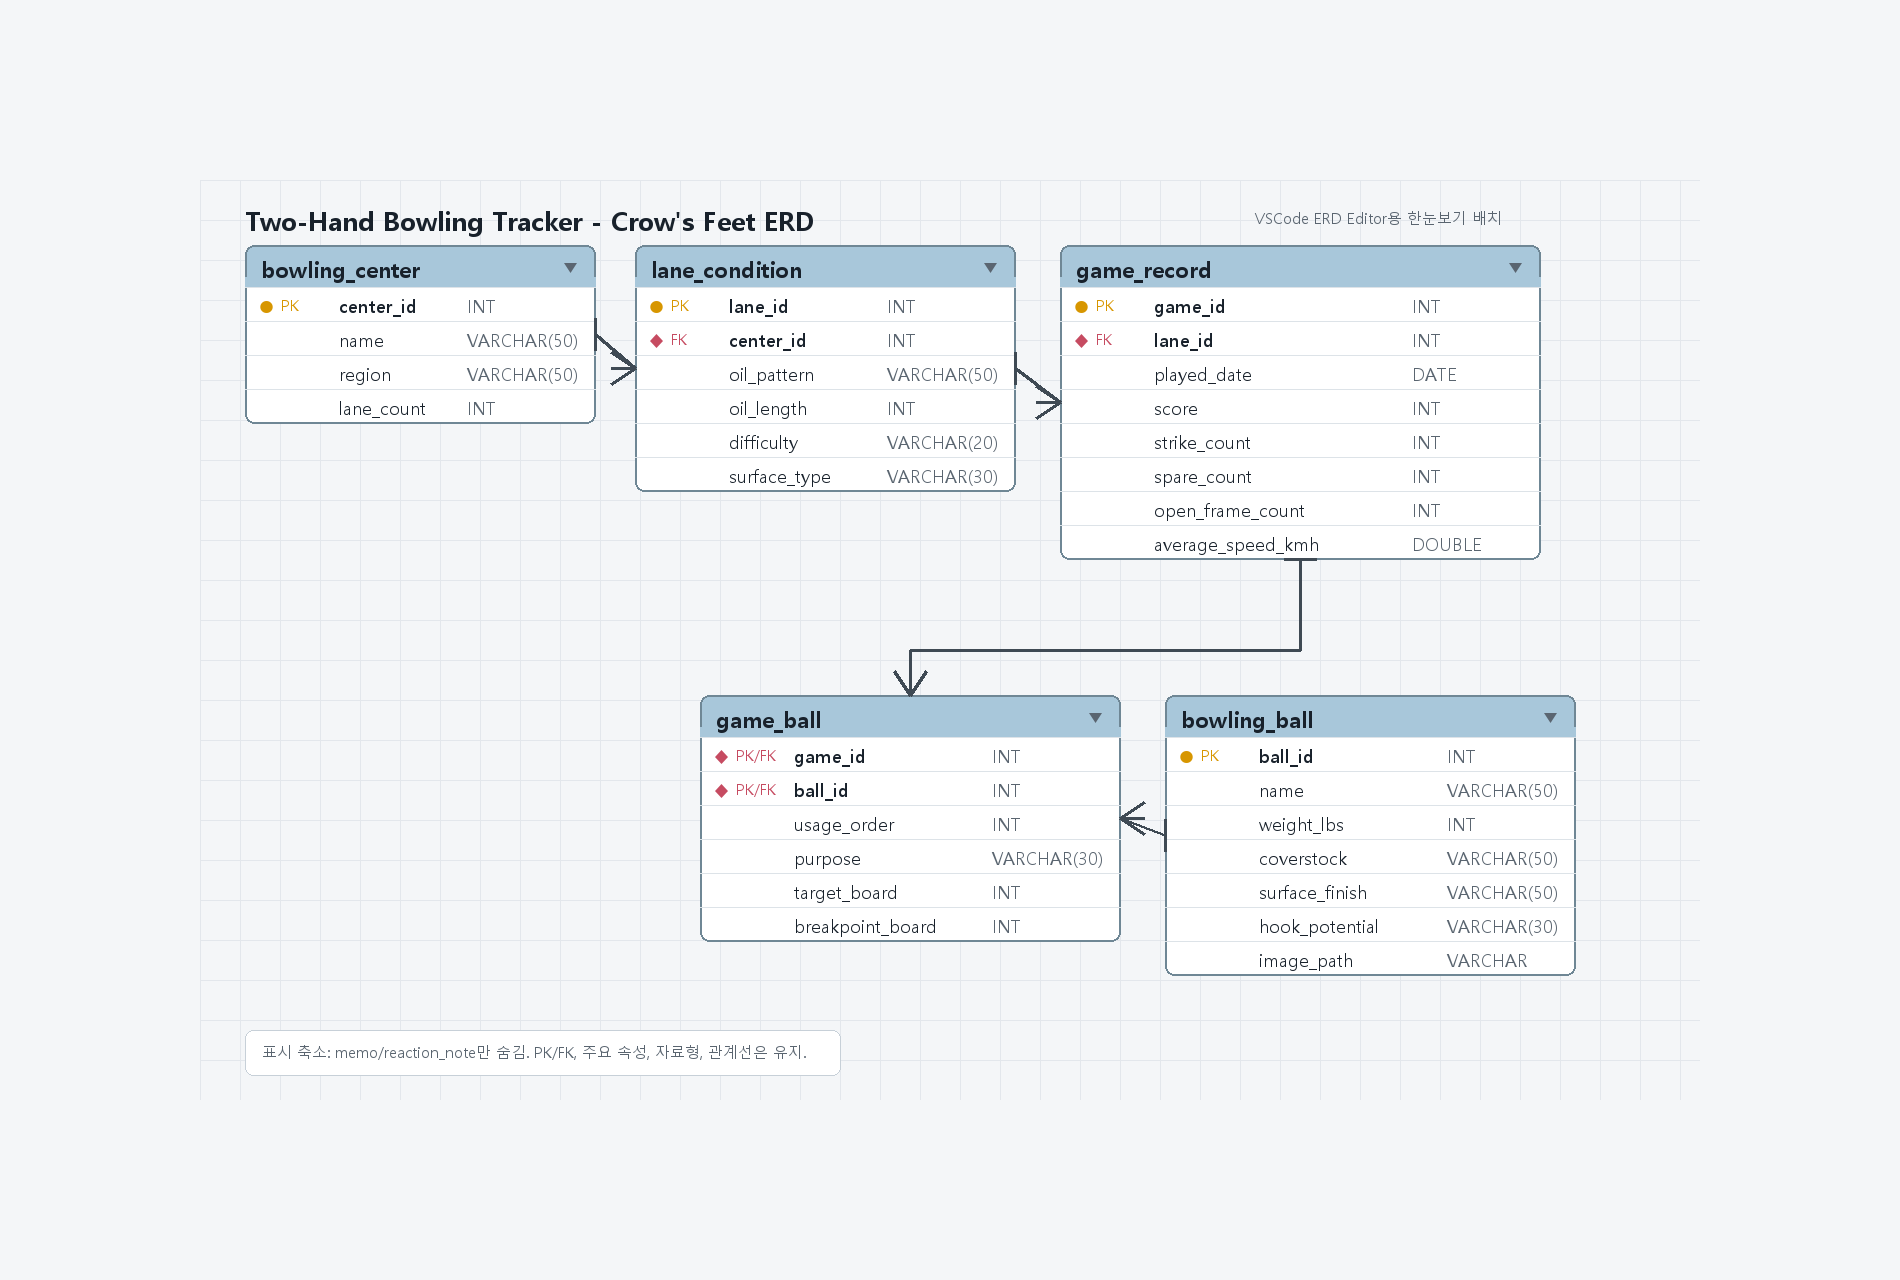 Two-Hand Bowling Tracker - Crow's Feet ERD
VSCode ERD Editor용 한눈보기 배치
bowling_center
PK center_id INT
name VARCHAR(50)
region VARCHAR(50)
lane_count INT
lane_condition
PK lane_id INT
FK center_id INT
oil_pattern VARCHAR(50)
oil_length INT
difficulty VARCHAR(20)
surface_type VARCHAR(30)
game_record
PK game_id INT
FK lane_id INT
played_date DATE
score INT
strike_count INT
spare_count INT
open_frame_count INT
average_speed_kmh DOUBLE
game_ball
PK/FK game_id INT
PK/FK ball_id INT
usage_order INT
purpose VARCHAR(30)
target_board INT
breakpoint_board INT
bowling_ball
PK ball_id INT
name VARCHAR(50)
weight_lbs INT
coverstock VARCHAR(50)
surface_finish VARCHAR(50)
hook_potential VARCHAR(30)
image_path VARCHAR
표시 축소: memo/reaction_note만 숨김. PK/FK, 주요 속성, 자료형, 관계선은 유지.